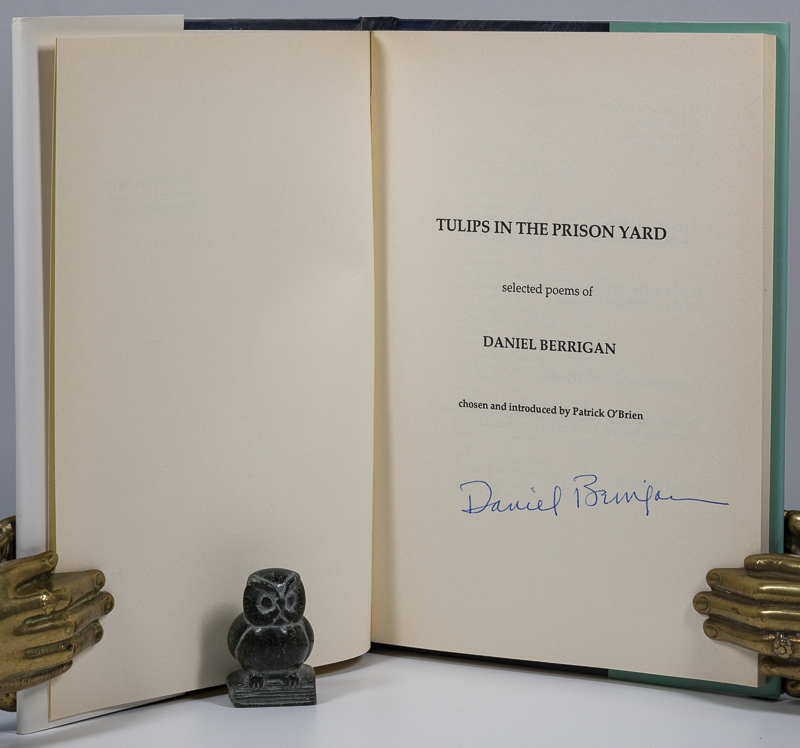 TULIPS IN THE PRISON YARD
selected poems of
DANIEL BERRIGAN
chosen and introduced by Patrick O'Brien
Daniel Berrigan